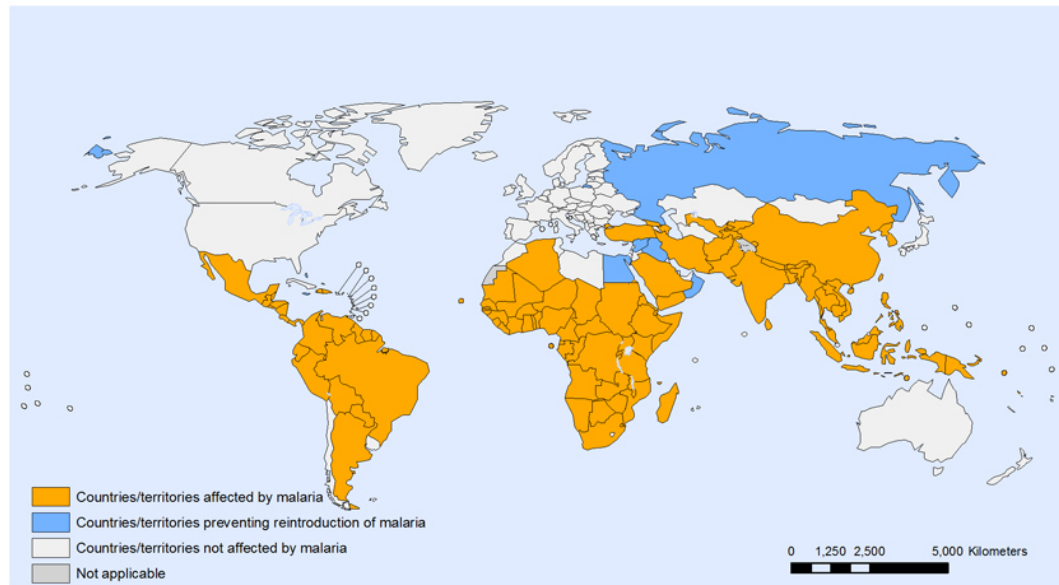 Countries/territories affected by malaria
Countries/territories preventing reintroduction of malaria
Countries/territories not affected by malaria
Not applicable
0 1,250 2,500 5,000 Kilometers